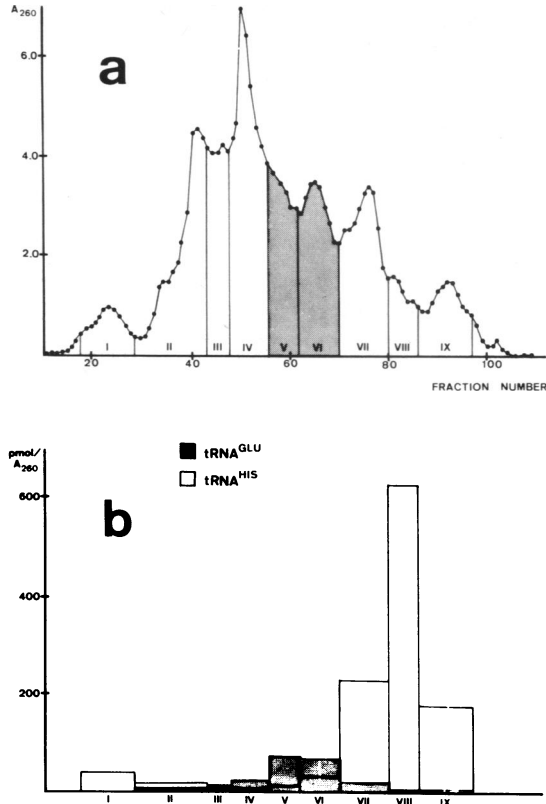 A260
6.0
a
4.0
2.0
I II III IV V VI VII VIII IX
20 40 60 80 100
FRACTION NUMBER
pmol/
A260
tRNAGLU
tRNAHIS
600
b
400
200
I II III IV V VI VII VIII IX